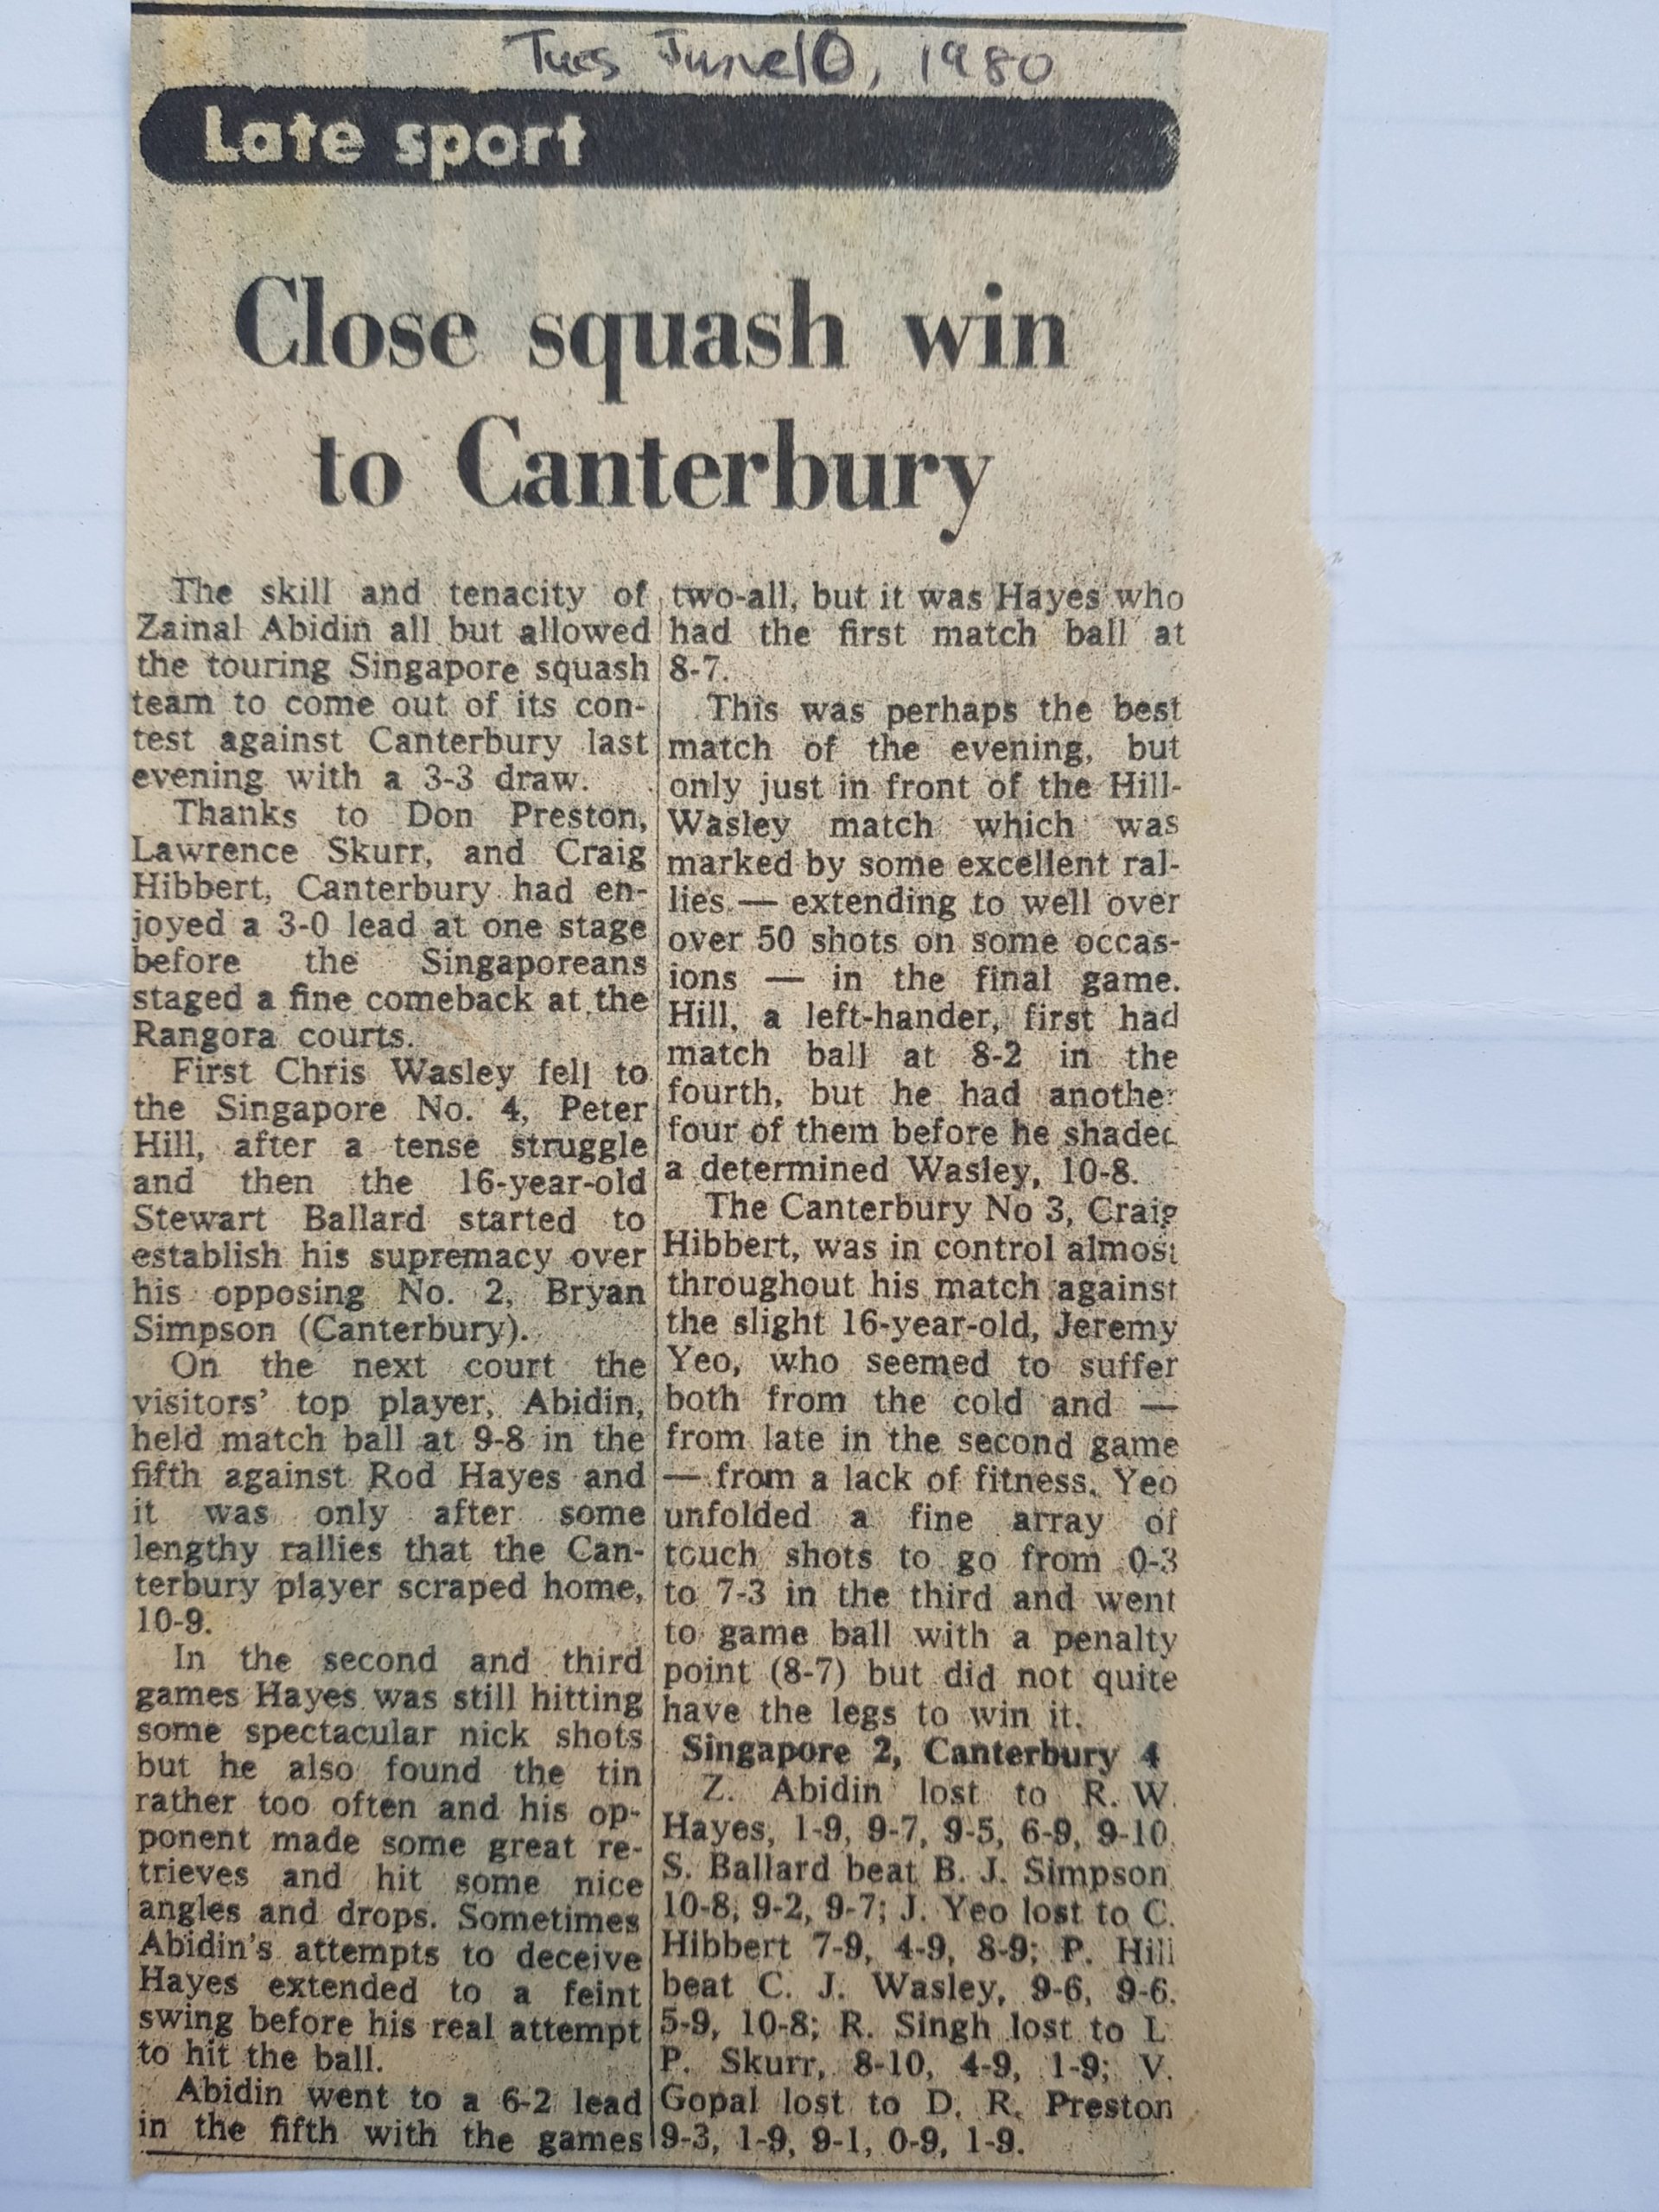 Tues June 10, 1980
Late sport
Close squash win
to Canterbury
The skill and tenacity of
Zainal Abidin all but allowed
the touring Singapore squash
team to come out of its con-
test against Canterbury last
evening with a 3-3 draw.
Thanks to Don Preston,
Lawrence Skurr, and Craig
Hibbert, Canterbury had en-
joyed a 3-0 lead at one stage
before the Singaporeans
staged a fine comeback at the
Rangora courts.
First Chris Wasley fell to
the Singapore No. 4, Peter
Hill, after a tense struggle
and then the 16-year-old
Stewart Ballard started to
establish his supremacy over
his opposing No. 2, Bryan
Simpson (Canterbury).
On the next court the
visitors' top player, Abidin,
held match ball at 9-8 in the
fifth against Rod Hayes and
it was only after some
lengthy rallies that the Can-
terbury player scraped home,
10-9.
In the second and third
games Hayes was still hitting
some spectacular nick shots
but he also found the tin
rather too often and his op-
ponent made some great re-
trieves and hit some nice
angles and drops. Sometimes
Abidin's attempts to deceive
Hayes extended to a feint
swing before his real attempt
to hit the ball.
Abidin went to a 6-2 lead
in the fifth with the games
two-all, but it was Hayes who
had the first match ball at
8-7.
This was perhaps the best
match of the evening, but
only just in front of the Hill-
Wasley match which was
marked by some excellent ral-
lies — extending to well over
over 50 shots on some occas-
ions — in the final game.
Hill, a left-hander, first had
match ball at 8-2 in the
fourth, but he had another
four of them before he shaded
a determined Wasley, 10-8.
The Canterbury No 3, Craig
Hibbert, was in control almost
throughout his match against
the slight 16-year-old, Jeremy
Yeo, who seemed to suffer
both from the cold and —
from late in the second game
— from a lack of fitness. Yeo
unfolded a fine array of
touch shots to go from 0-3
to 7-3 in the third and went
to game ball with a penalty
point (8-7) but did not quite
have the legs to win it.
Singapore 2, Canterbury 4
Z. Abidin lost to R. W.
Hayes, 1-9, 9-7, 9-5, 6-9, 9-10.
S. Ballard beat B. J. Simpson
10-8, 9-2, 9-7; J. Yeo lost to C.
Hibbert 7-9, 4-9, 8-9; P. Hill
beat C. J. Wasley, 9-6, 9-6.
5-9, 10-8; R. Singh lost to L
P. Skurr, 8-10, 4-9, 1-9; V.
Gopal lost to D. R. Preston
9-3, 1-9, 9-1, 0-9, 1-9.